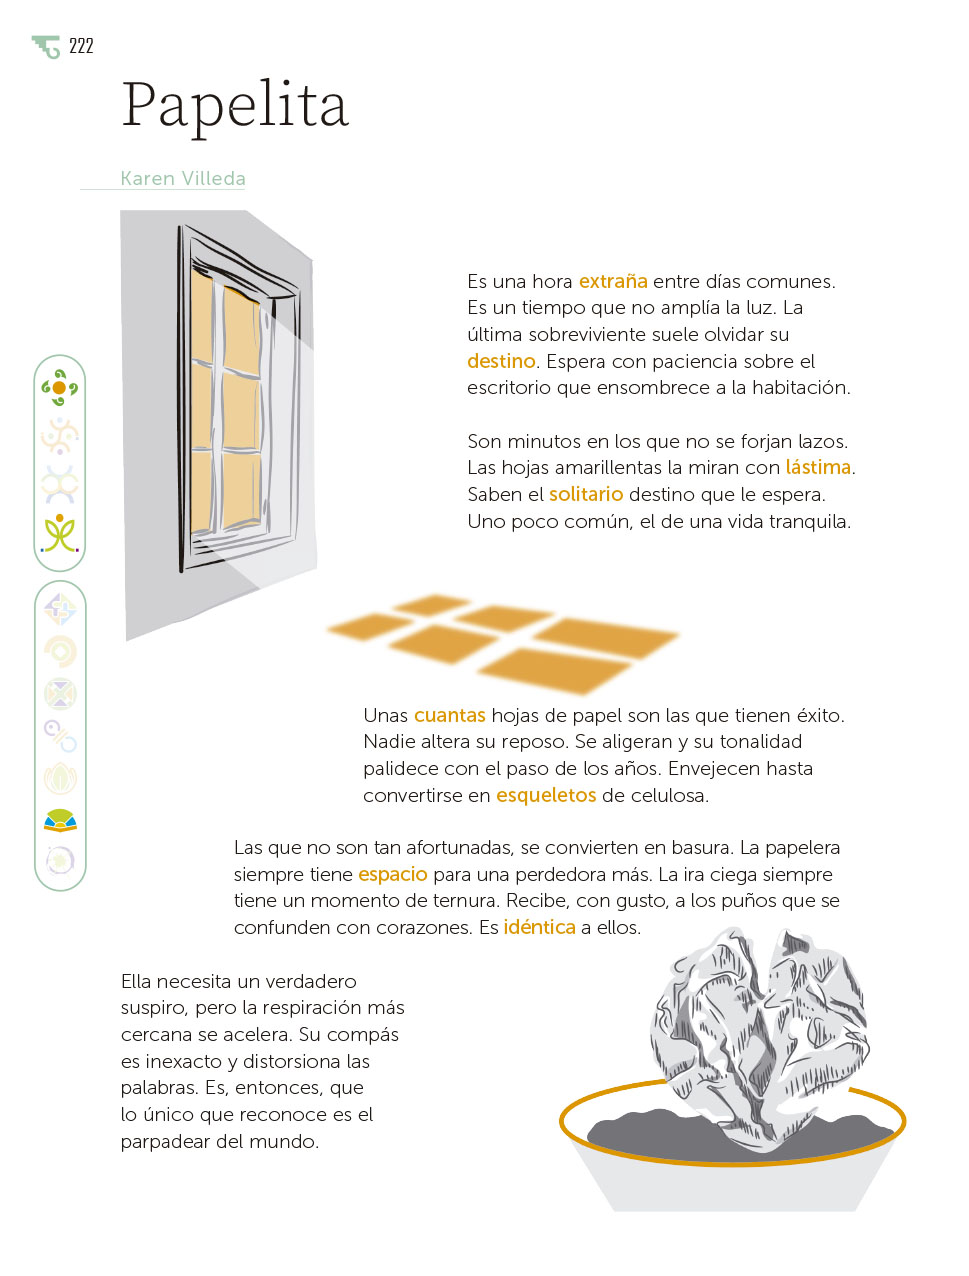 222
Papelita
Karen Villeda
Es una hora extraña entre días comunes.
Es un tiempo que no amplía la luz. La
última sobreviviente suele olvidar su
destino. Espera con paciencia sobre el
escritorio que ensombrece a la habitación.
Son minutos en los que no se forjan lazos.
Las hojas amarillentas la miran con lástima.
Saben el solitario destino que le espera.
Uno poco común, el de una vida tranquila.
Unas cuantas hojas de papel son las que tienen éxito.
Nadie altera su reposo. Se aligeran y su tonalidad
palidece con el paso de los años. Envejecen hasta
convertirse en esqueletos de celulosa.
Las que no son tan afortunadas, se convierten en basura. La papelera
siempre tiene espacio para una perdedora más. La ira ciega siempre
tiene un momento de ternura. Recibe, con gusto, a los puños que se
confunden con corazones. Es idéntica a ellos.
Ella necesita un verdadero
suspiro, pero la respiración más
cercana se acelera. Su compás
es inexacto y distorsiona las
palabras. Es, entonces, que
lo único que reconoce es el
parpadear del mundo.